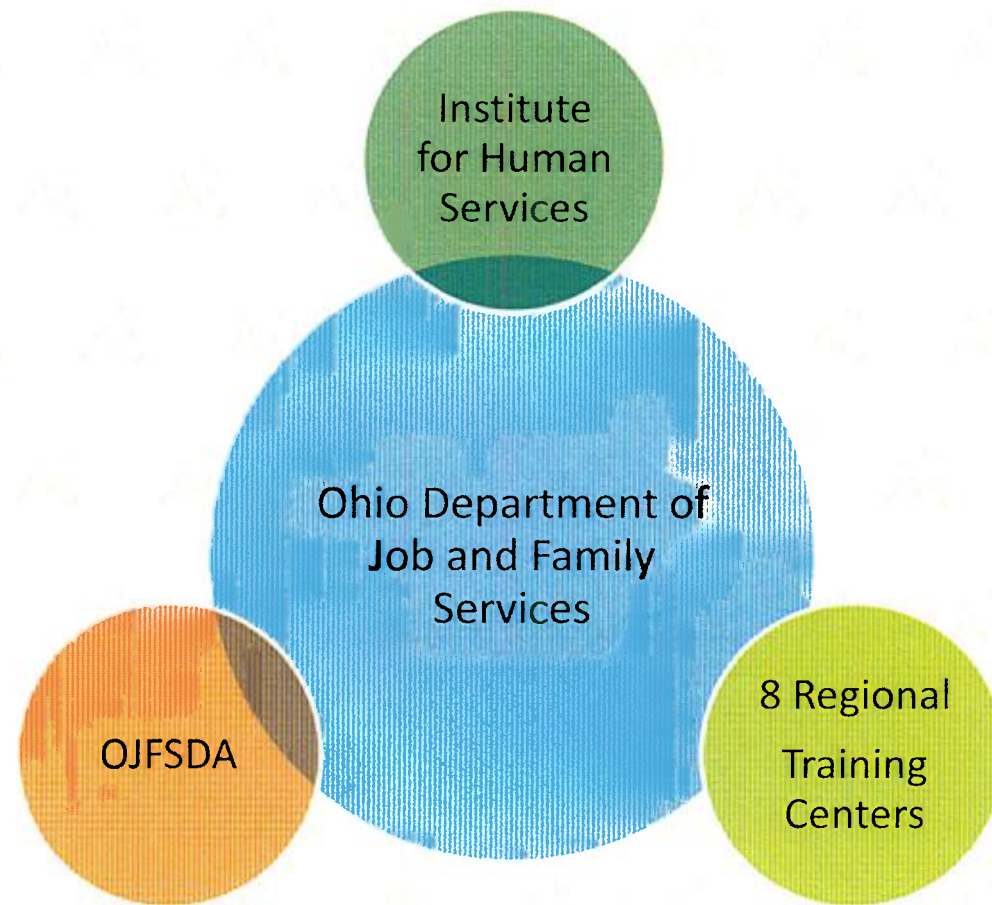 Institute
for Human
Services
Ohio Department of
Job and Family
Services
OJFSDA
8 Regional
Training
Centers